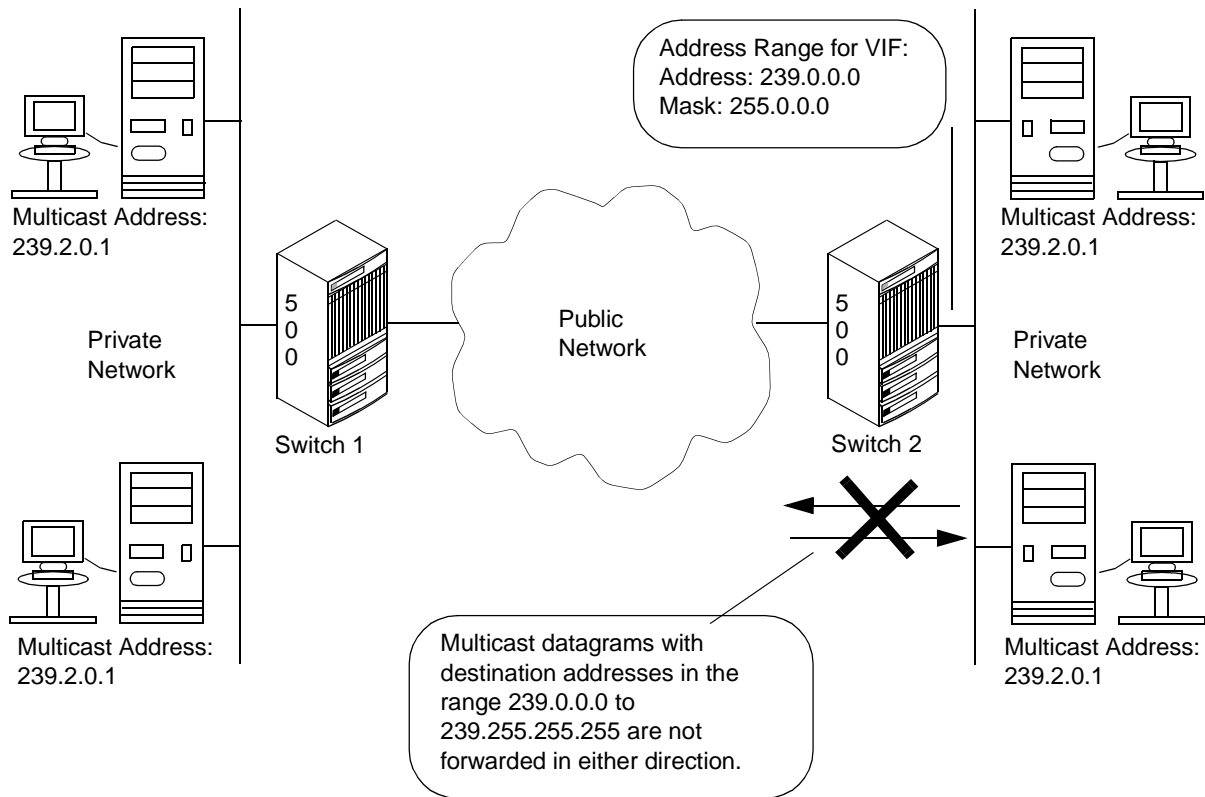 Address Range for VIF:
Address: 239.0.0.0
Mask: 255.0.0.0
Multicast Address:
239.2.0.1
Multicast Address:
239.2.0.1
5
0
0
Private
Network
Public
Network
5
0
0
Private
Network
Switch 1
Switch 2
Multicast Address:
239.2.0.1
Multicast datagrams with
destination addresses in the
range 239.0.0.0 to
239.255.255.255 are not
forwarded in either direction.
Multicast Address:
239.2.0.1